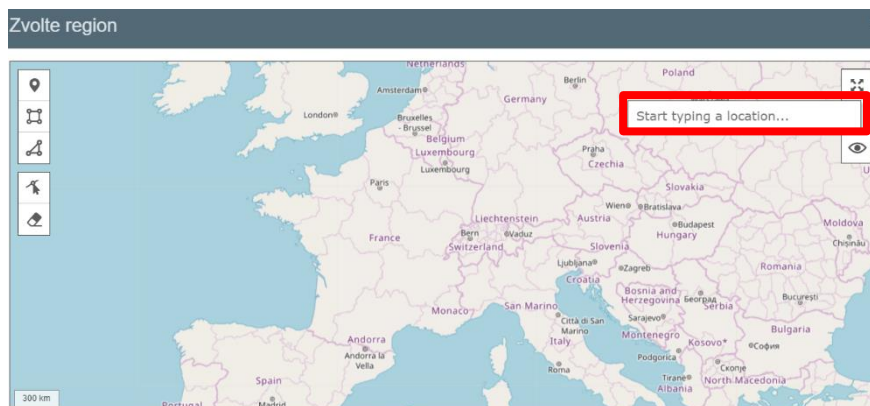 Zvolte region
Netherlands
Berlin
Poland
Amsterdam
Germany
London
Bruxelles
- Brussel
Start typing a location...
Belgium
Praha
Luxembourg
Czechia
Luxembourg
Paris
Slovakia
Wien
Bratislava
Liechtenstein
Austria
Moldova
France
Bern
Vaduz
Budapest
Switzerland
Hungary
Chișinău
Slovenia
Ljubljana
Zagreb
Romania
Croatia
Bosnia and
Herzegovina
Београд
București
Monaco
San Marino
Serbia
Città di San
Marino
Sarajevo
Andorra
Italy
Montenegro
Kosovo*
Bulgaria
Andorra la
Vella
Podgorica
София
Roma
Скопје
Spain
Tiranë
North Macedonia
Albania
300 km
Portugal
Madrid